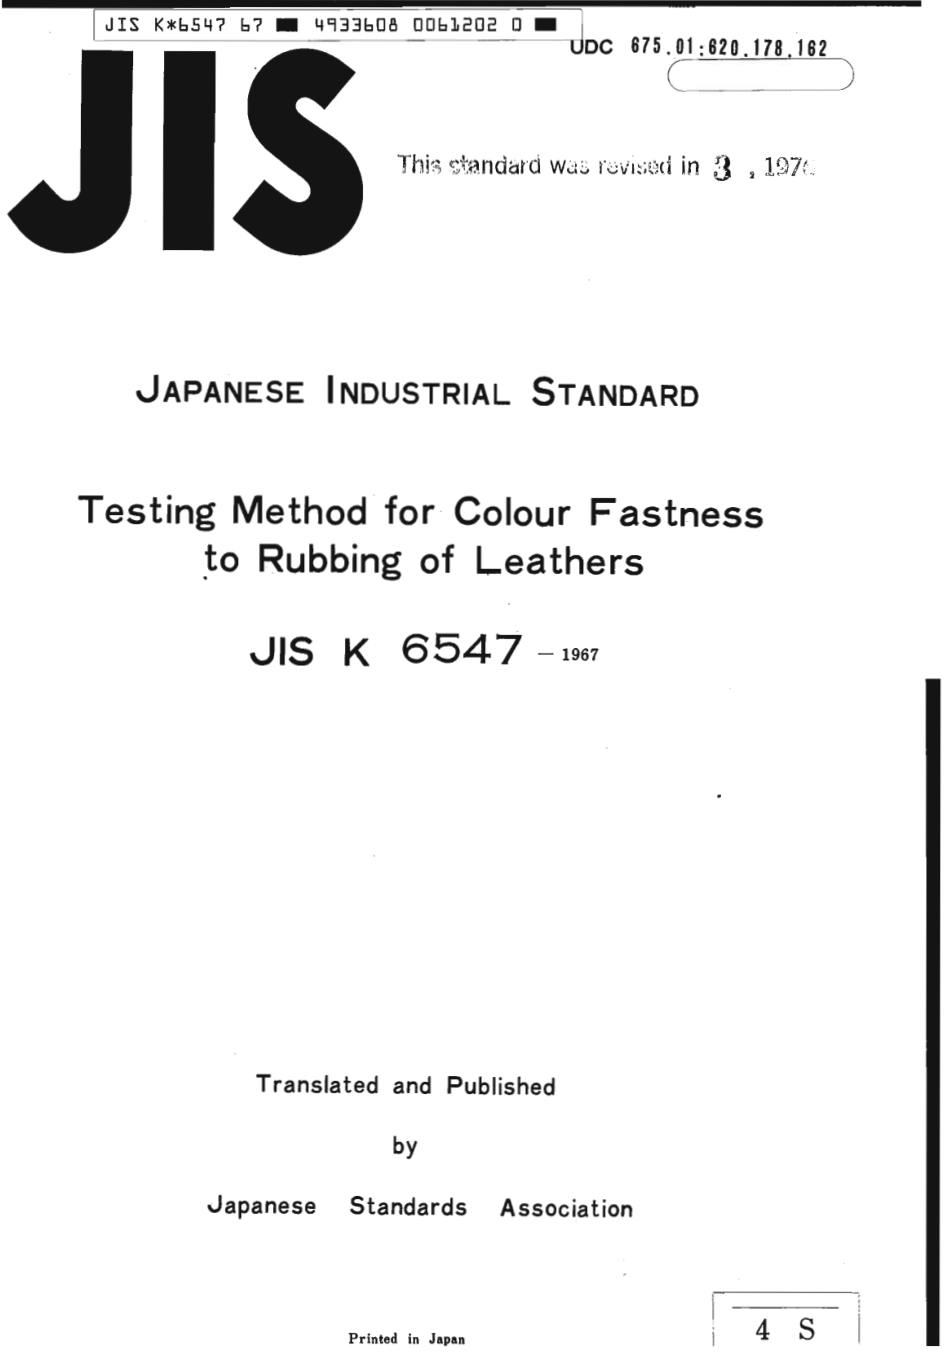 JIS K*6547 67 ■ 4933608 0061202 0 ■
UDC 675.01:620.178.162
JIS
This standard was revised in 3 , 197
JAPANESE INDUSTRIAL STANDARD
Testing Method for Colour Fastness
to Rubbing of Leathers
JIS K 6547 – 1967
Translated and Published
by
Japanese Standards Association
4 S
Printed in Japan